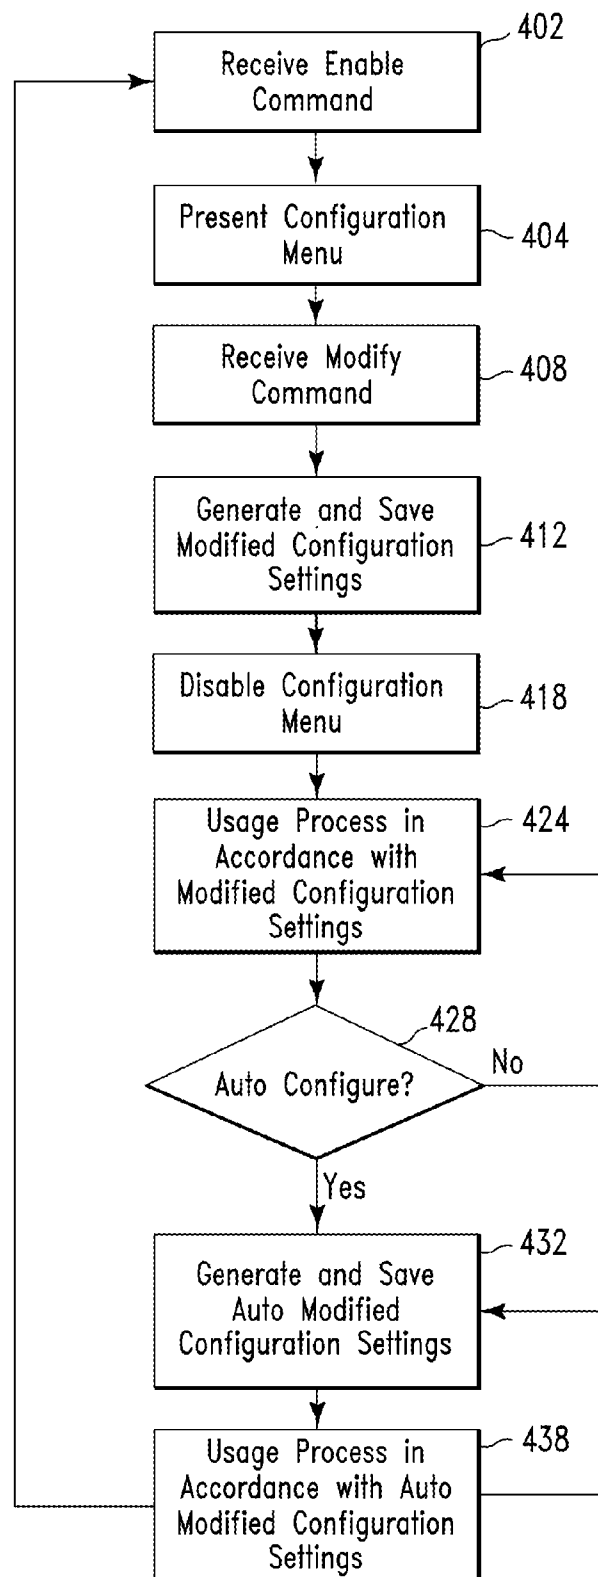 Receive Enable
Command
402
Present Configuration
Menu
404
Receive Modify
Command
408
Generate and Save
Modified Configuration
Settings
412
Disable Configuration
Menu
418
Usage Process in
Accordance with
Modified Configuration
Settings
424
Auto Configure?
428
No
Yes
Generate and Save
Auto Modified
Configuration Settings
432
Usage Process in
Accordance with Auto
Modified Configuration
Settings
438